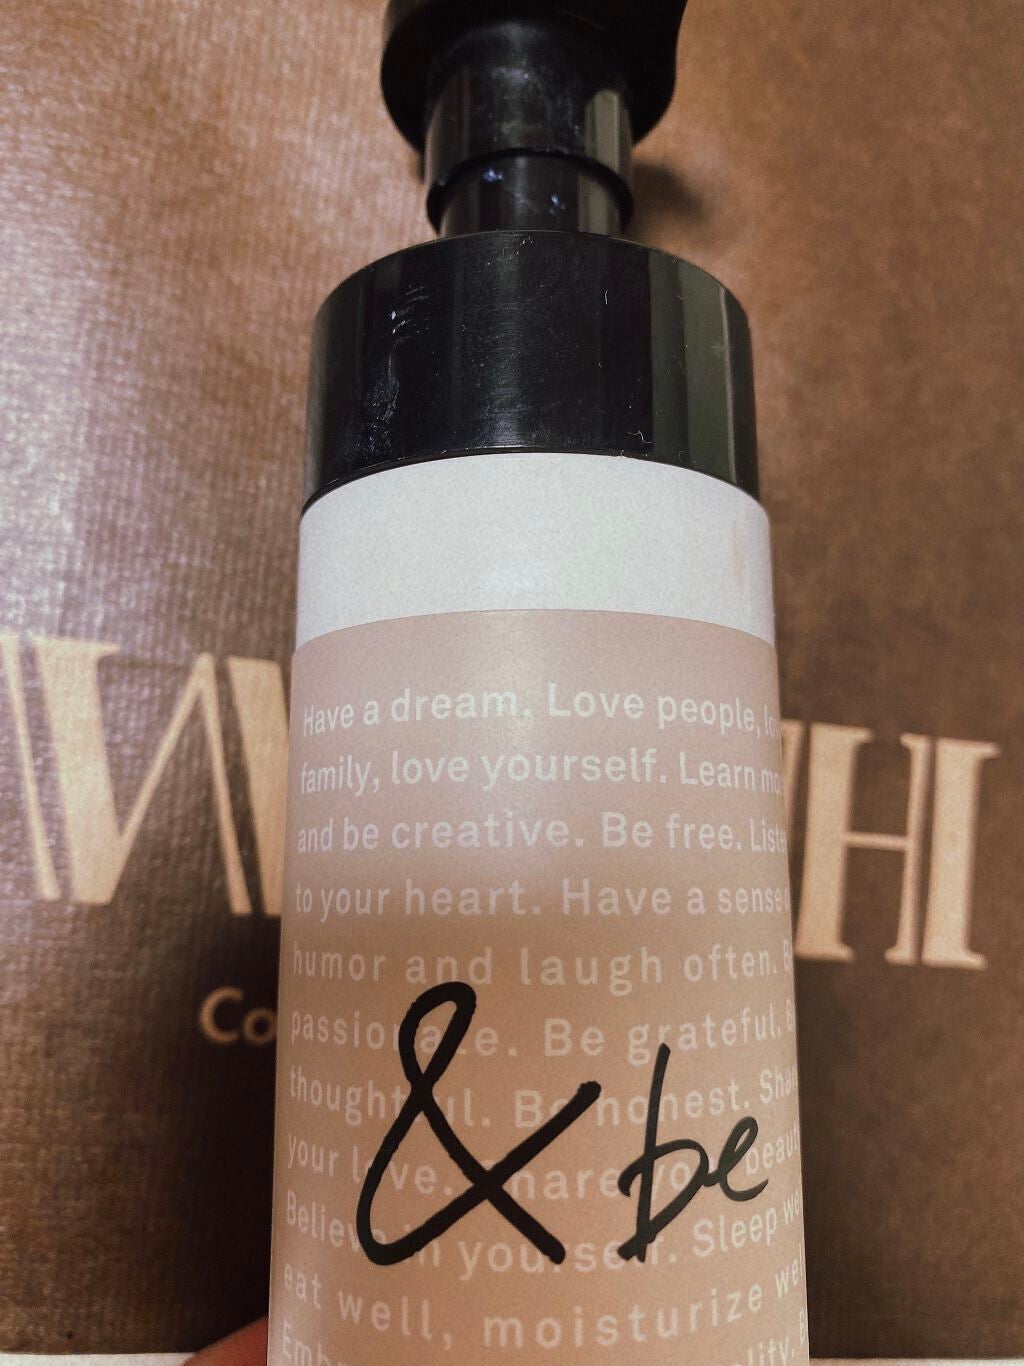 Have a dream. Love people,
family, love yourself. Learn
and be creative. Be free.
to your heart. Have a sense
humor and laugh often.
passionate. Be grateful.
thoughtful. Be honest.
your love. Share your
Believe in yourself. Sleep
eat well, moisturize
& be
Co